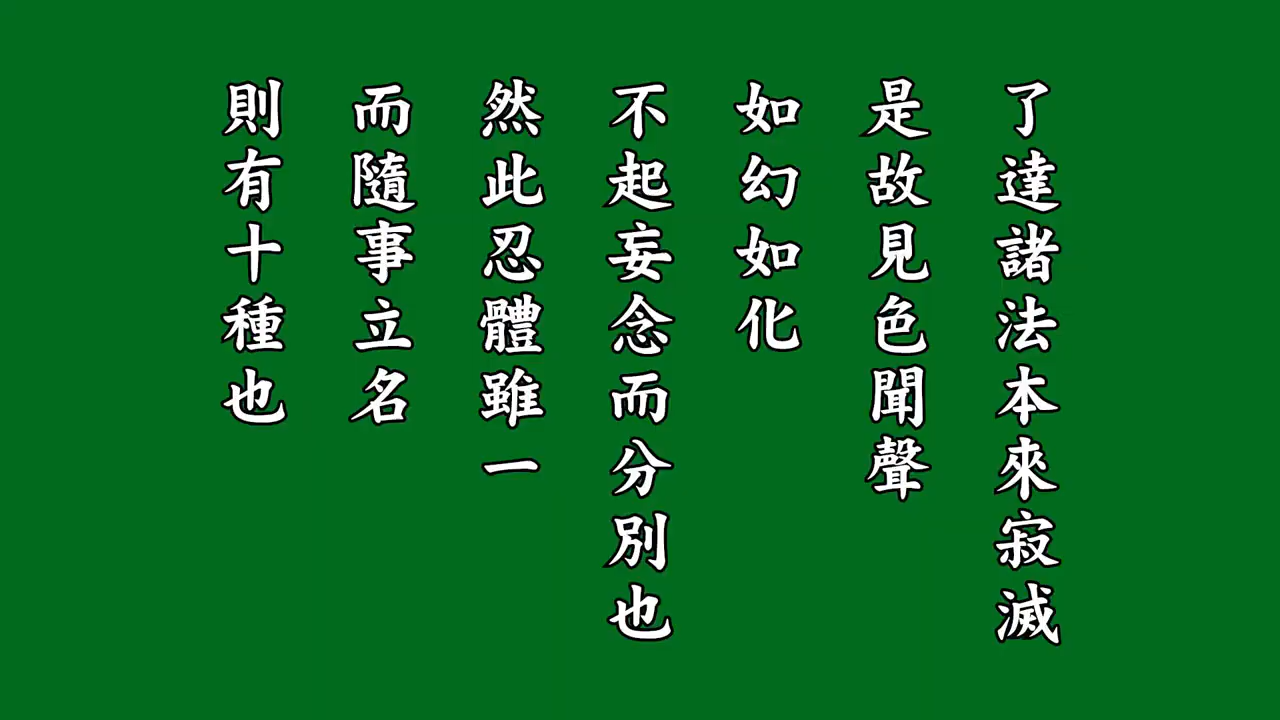 了達諸法本來寂滅
是故見色聞聲
如幻如化
不起妄念而分別也
然此忍體雖一
而隨事立名
則有十種也